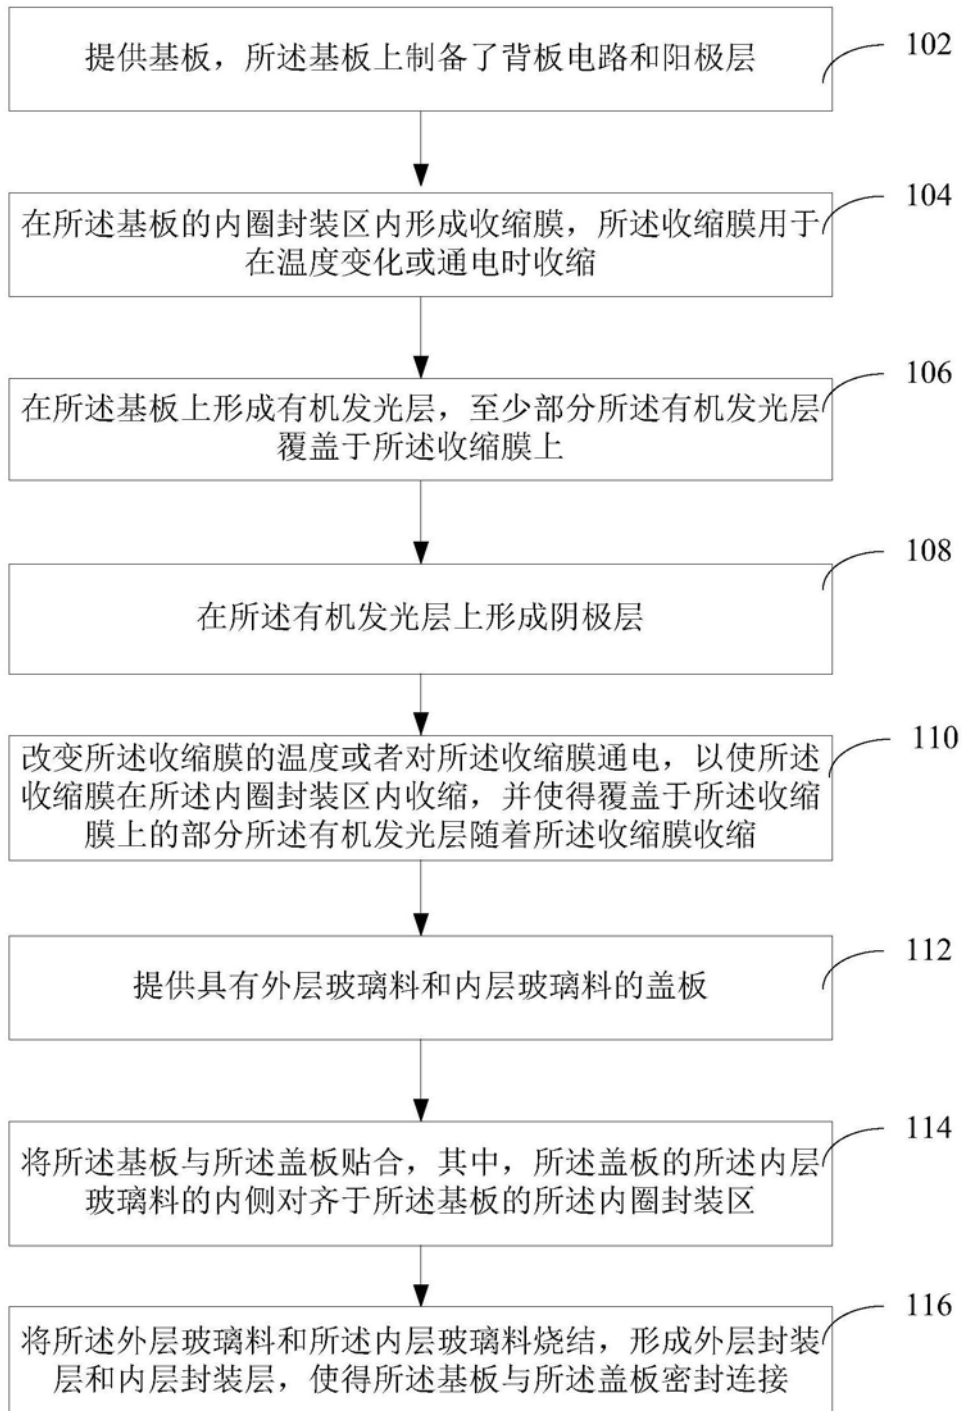 提供基板，所述基板上制备了背板电路和阳极层
102
在所述基板的内圈封装区内形成收缩膜，所述收缩膜用于
在温度变化或通电时收缩
104
在所述基板上形成有机发光层，至少部分所述有机发光层
覆盖于所述收缩膜上
106
在所述有机发光层上形成阴极层
108
改变所述收缩膜的温度或者对所述收缩膜通电，以使所述
收缩膜在所述内圈封装区内收缩，并使得覆盖于所述收缩
膜上的部分所述有机发光层随着所述收缩膜收缩
110
提供具有外层玻璃料和内层玻璃料的盖板
112
将所述基板与所述盖板贴合，其中，所述盖板的所述内层
玻璃料的内侧对齐于所述基板的所述内圈封装区
114
将所述外层玻璃料和所述内层玻璃料烧结，形成外层封装
层和内层封装层，使得所述基板与所述盖板密封连接
116